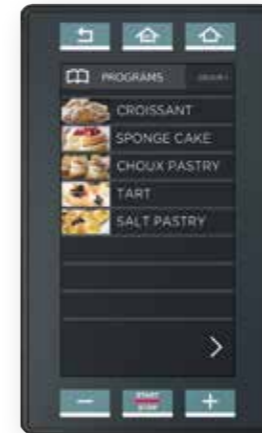 PROGRAMS
CROISSANT
SPONGE CAKE
CHOUX PASTRY
TART
SALT PASTRY
START